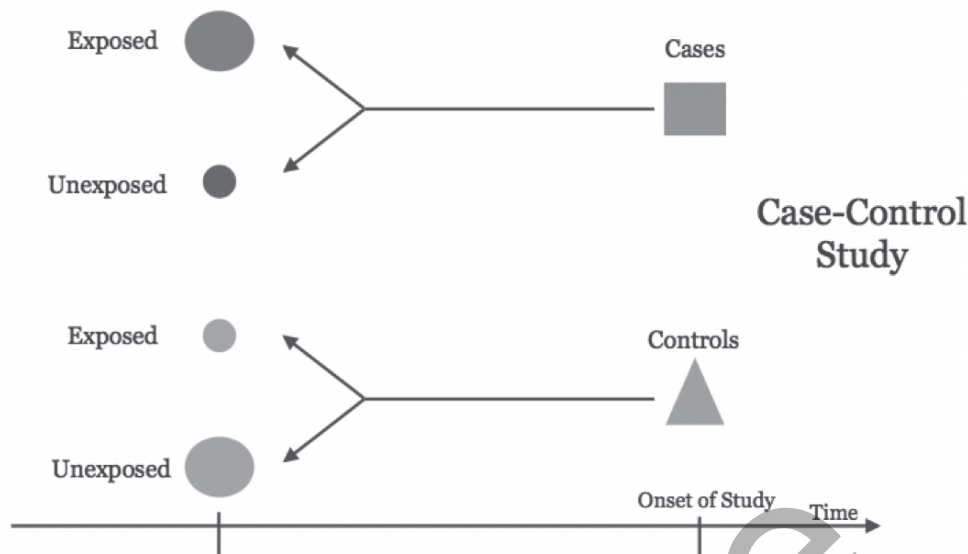 Exposed
Cases
Unexposed
Case-Control
Study
Exposed
Controls
Unexposed
Onset of Study
Time